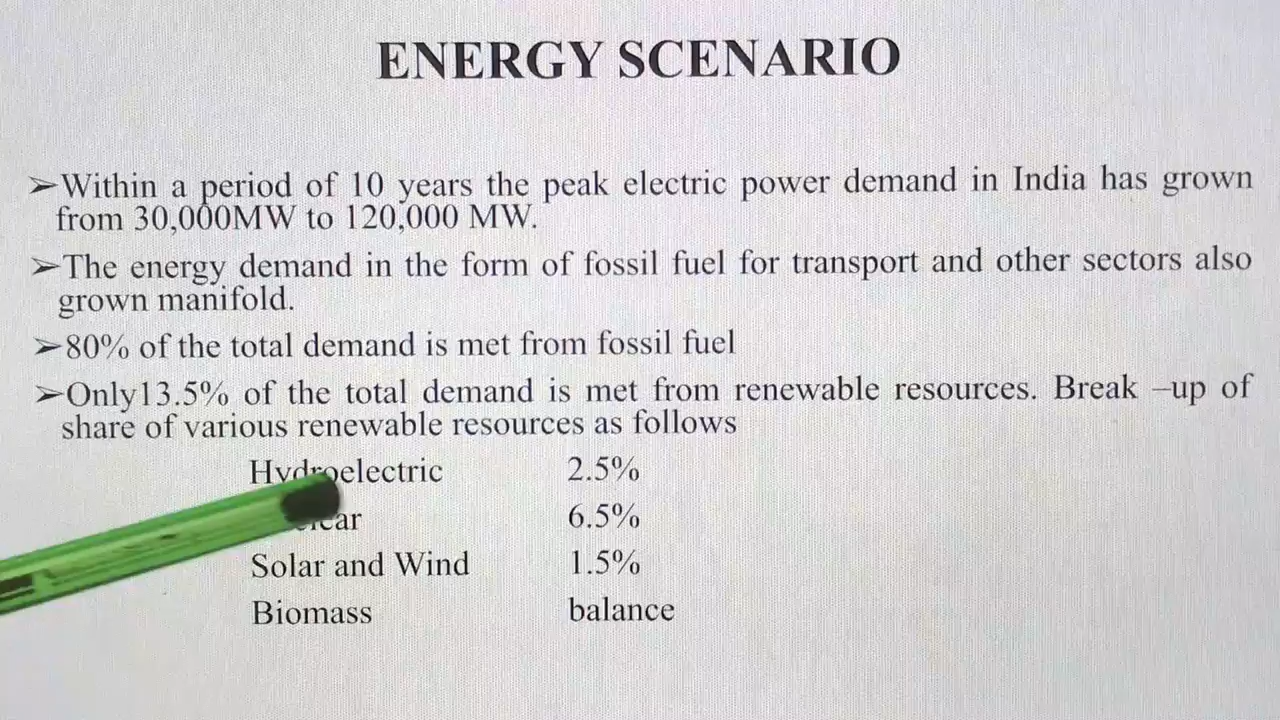 ENERGY SCENARIO
➢Within a period of 10 years the peak electric power demand in India has grown
from 30,000MW to 120,000 MW.
➢The energy demand in the form of fossil fuel for transport and other sectors also
grown manifold.
➢80% of the total demand is met from fossil fuel
➢Only13.5% of the total demand is met from renewable resources. Break –up of
share of various renewable resources as follows
Hydroelectric 2.5%
6.5%
Solar and Wind 1.5%
Biomass balance